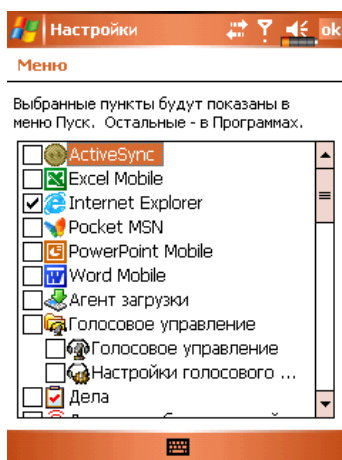 Настройки
ok
Меню
Выбранные пункты будут показаны в
меню Пуск. Остальные - в Программах.
ActiveSync
Excel Mobile
Internet Explorer
Pocket MSN
PowerPoint Mobile
Word Mobile
Агент загрузки
Голосовое управление
Голосовое управление
Настройки голосового ...
Дела